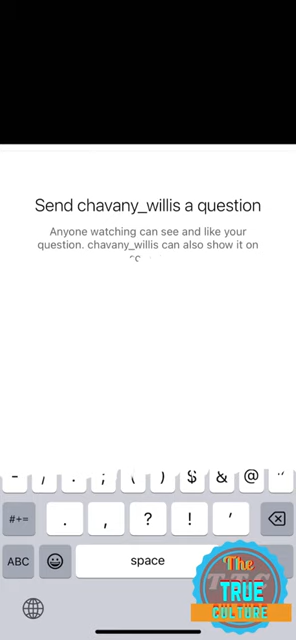 Send chavany_willis a question
Anyone watching can see and like your
question. chavany_willis can also show it on
- / . ; ( ) $ & @ "
#+= . , ? ! '
ABC space
The
TRUE
CULTURE